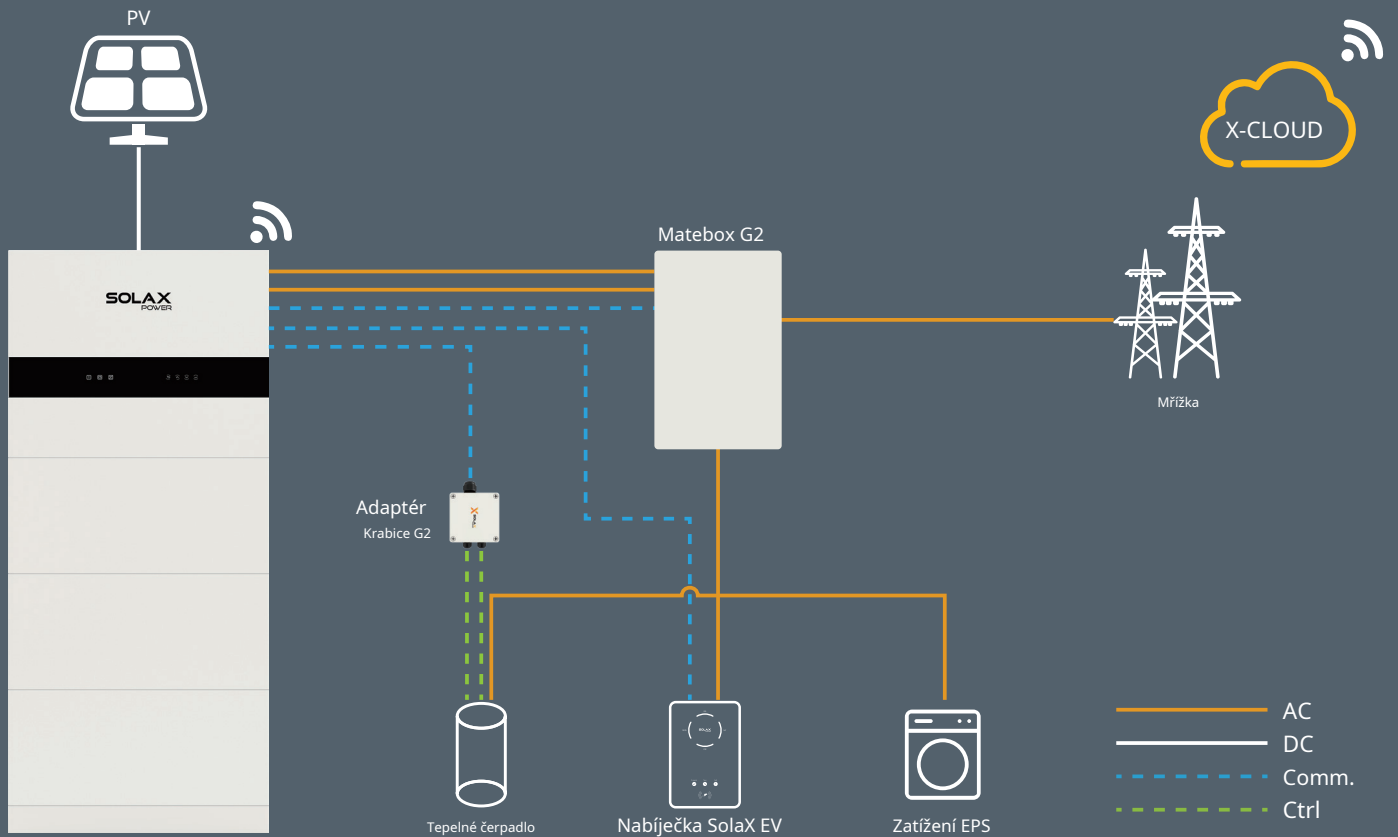 PV
X-CLOUD
Matebox G2
SOLAX
POWER
Mřížka
Adaptér
Krabice G2
SOLAX
AC
DC
Comm.
Ctrl
Tepelné čerpadlo
Nabíječka SolaX EV
Zatížení EPS